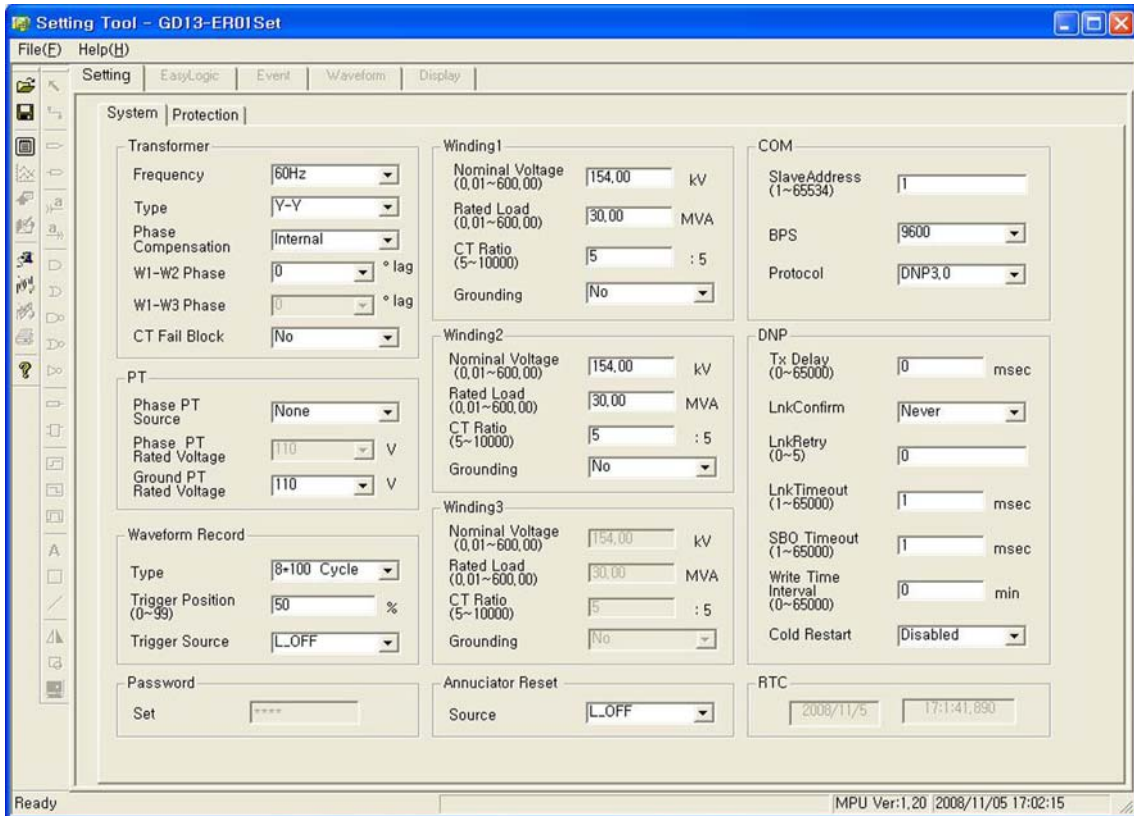 Setting Tool - GD13-ER01Set
File(F) Help(H)
Setting EasyLogic Event Waveform Display
System Protection
Transformer
Frequency 60Hz
Type Y-Y
Phase
Compensation Internal
W1-W2 Phase 0 ° lag
W1-W3 Phase 0 ° lag
CT Fail Block No
PT
Phase PT
Source None
Phase PT
Rated Voltage 110 V
Ground PT
Rated Voltage 110 V
Waveform Record
Type 8*100 Cycle
Trigger Position
(0~99) 50 %
Trigger Source L_OFF
Password
Set ****
Winding1
Nominal Voltage
(0,01~600,00) 154,00 kV
Rated Load
(0,01~600,00) 30,00 MVA
CT Ratio
(5~10000) 5 : 5
Grounding No
Winding2
Nominal Voltage
(0,01~600,00) 154,00 kV
Rated Load
(0,01~600,00) 30,00 MVA
CT Ratio
(5~10000) 5 : 5
Grounding No
Winding3
Nominal Voltage
(0,01~600,00) 154,00 kV
Rated Load
(0,01~600,00) 30,00 MVA
CT Ratio
(5~10000) 5 : 5
Grounding No
Annuciator Reset
Source L_OFF
COM
SlaveAddress
(1~65534) 1
BPS 9600
Protocol DNP3,0
DNP
Tx Delay
(0~65000) 0 msec
LnkConfirm Never
LnkRetry
(0~5) 0
LnkTimeout
(1~65000) 1 msec
SBO Timeout
(1~65000) 1 msec
Write Time
Interval
(0~65000) 0 min
Cold Restart Disabled
RTC
2008/11/5 17:1:41,890
Ready MPU Ver:1,20 2008/11/05 17:02:15